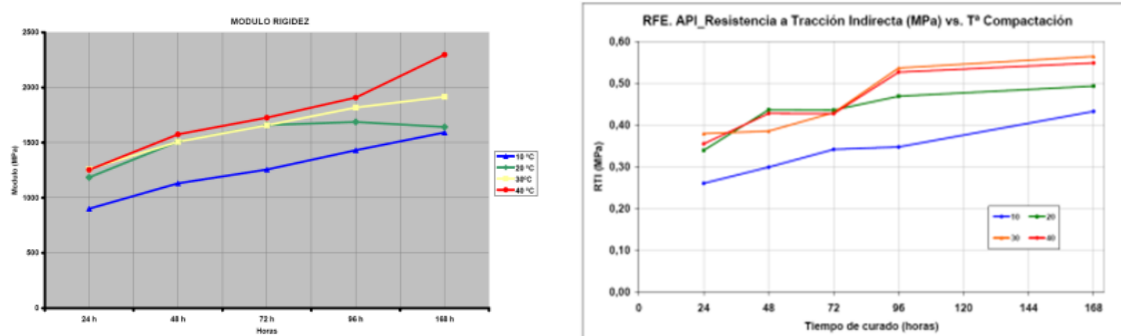 MODULO RIGIDEZ
2500
2000
1500
1000
500
0
Modulo (MPa)
24 h
48 h
72 h
96 h
168 h
Horas
10 ºC
20 ºC
30ºC
40 ºC
RFE. API_Resistencia a Tracción Indirecta (MPa) vs. Tª Compactación
0,60
0,50
0,40
0,30
0,20
0,10
0,00
RTI (MPa)
0
24
48
72
96
120
144
168
Tiempo de curado (horas)
10
20
30
40